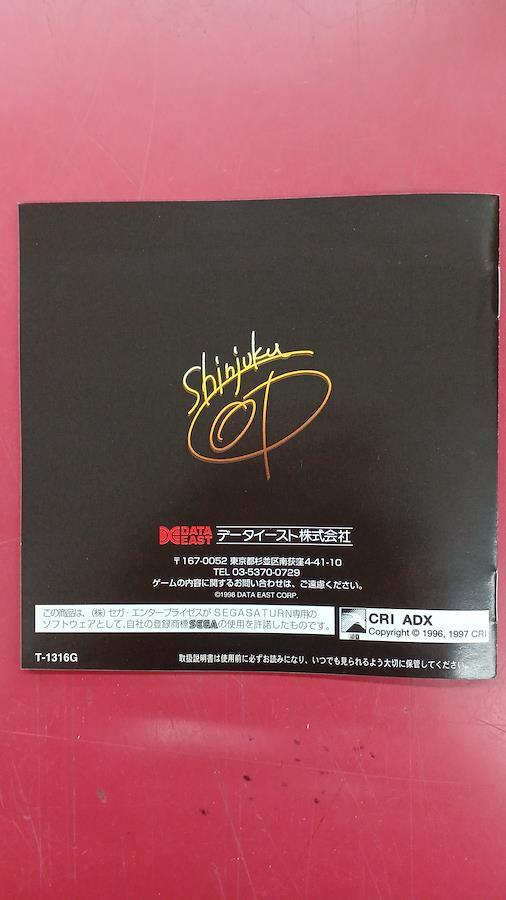 Shinjuku
DATA EAST データイースト株式会社
〒167-0052 東京都杉並区南荻窪4-41-10
TEL 03-5370-0729
ゲームの内容に関するお問い合わせは、ご遠慮ください。
©1998 DATA EAST CORP.
この商品は、(株)セガ・エンタープライゼスがSEGASATURN専用の
ソフトウェアとして、自社の登録商標SEGAの使用を許諾したものです。
CRI ADX
Copyright © 1996, 1997 CRI
T-1316G
取扱説明書は使用前に必ずお読みになり、いつでも見られるよう大切に保管してください。